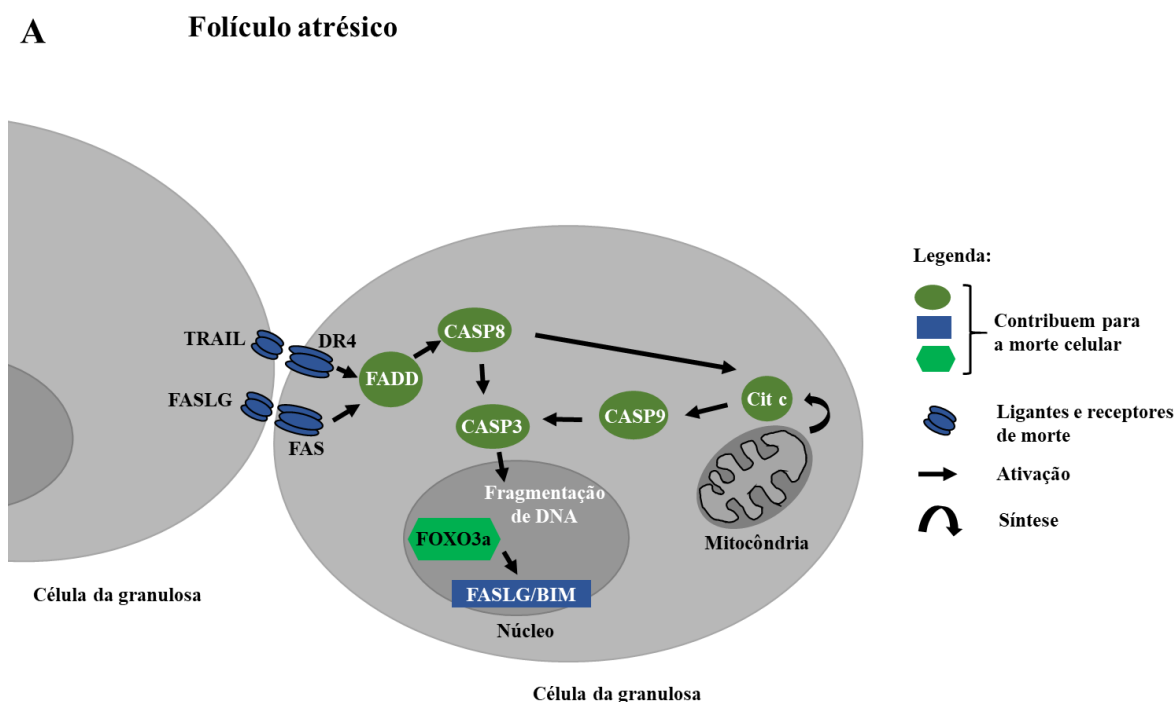 A
Folículo atrésico
TRAIL
DR4
FASLG
FAS
FADD
CASP8
CASP3
CASP9
Cit c
Fragmentação
de DNA
FOXO3a
FASLG/BIM
Núcleo
Mitocôndria
Célula da granulosa
Célula da granulosa
Legenda:
Contribuem para
a morte celular
Ligantes e receptores
de morte
Ativação
Síntese